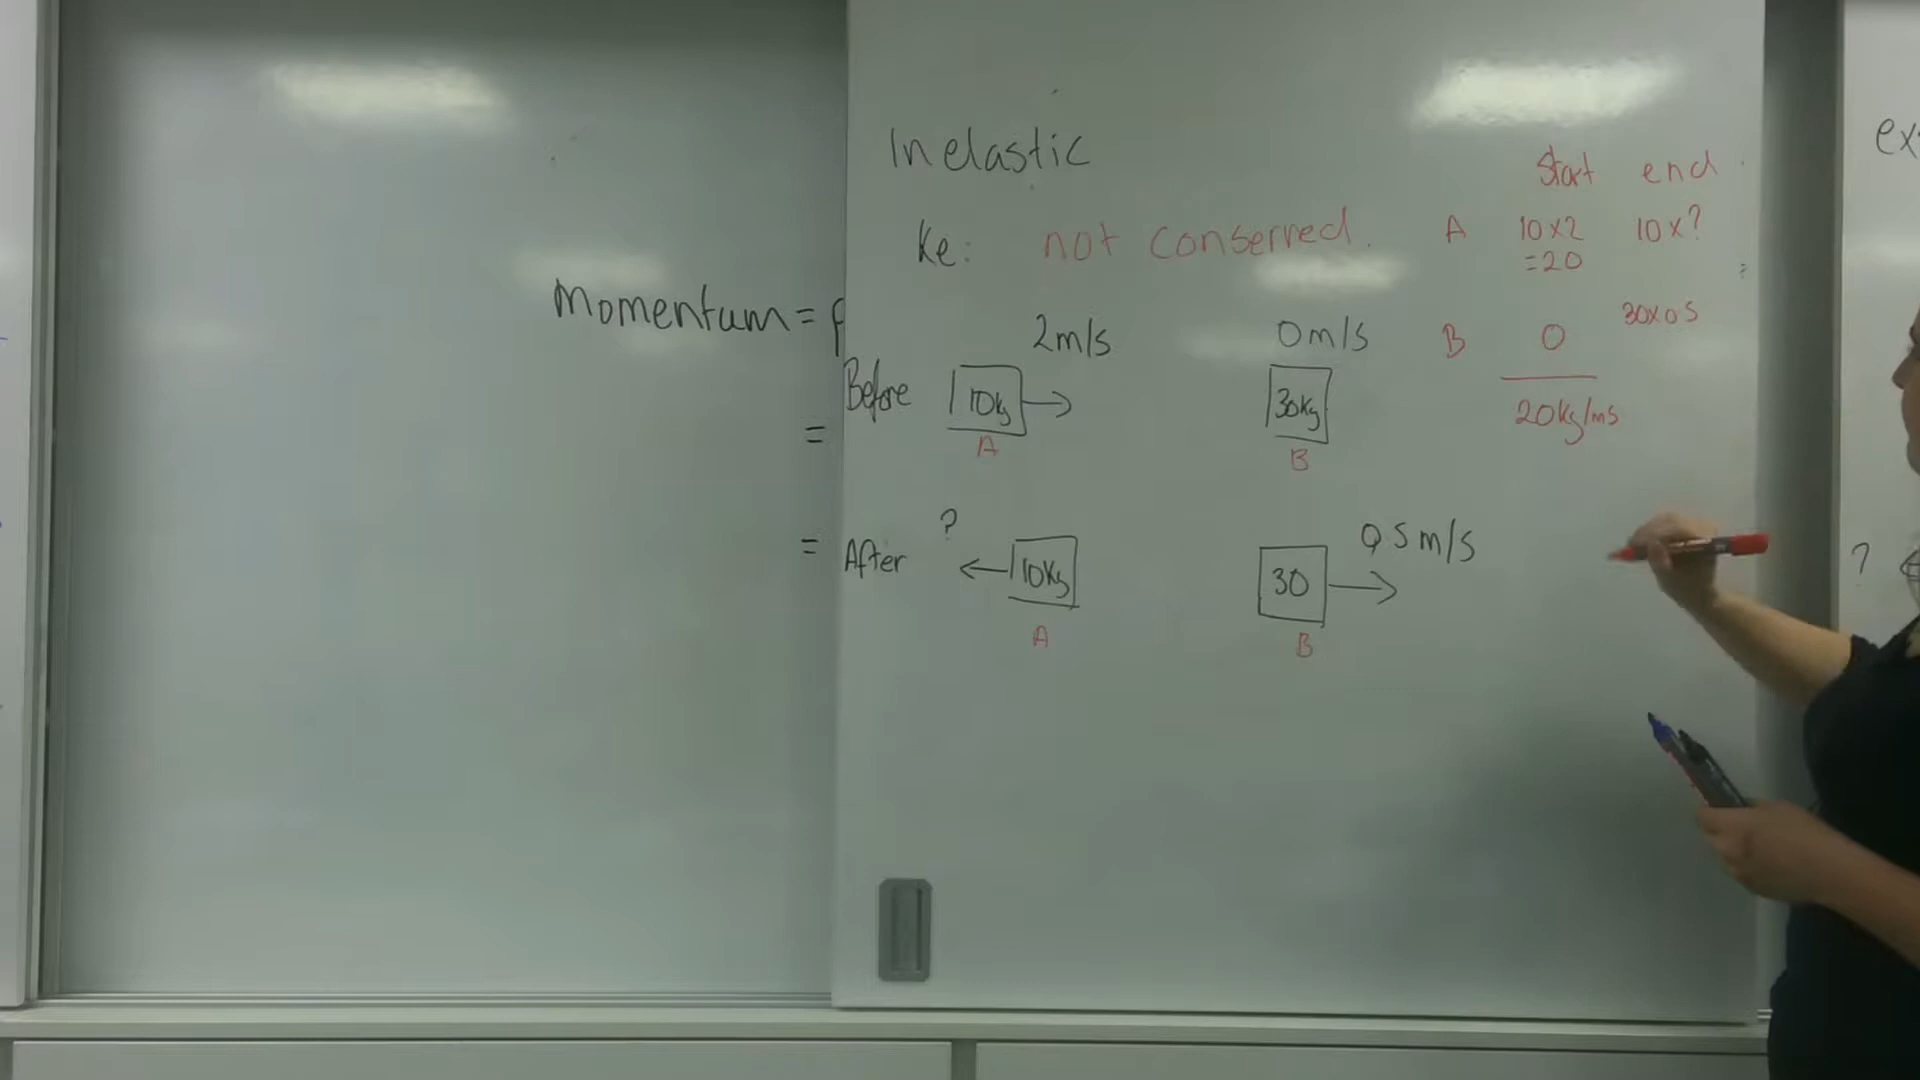 Inelastic
Ke: not conserved.
Momentum =
=
=
Before
2m/s
10kg
A
0m/s
30kg
B
After
?
10kg
A
30
0.5m/s
B
Start end
A 10x2 10x?
=20
B 0 30x0.5
20kg/ms
ex
?